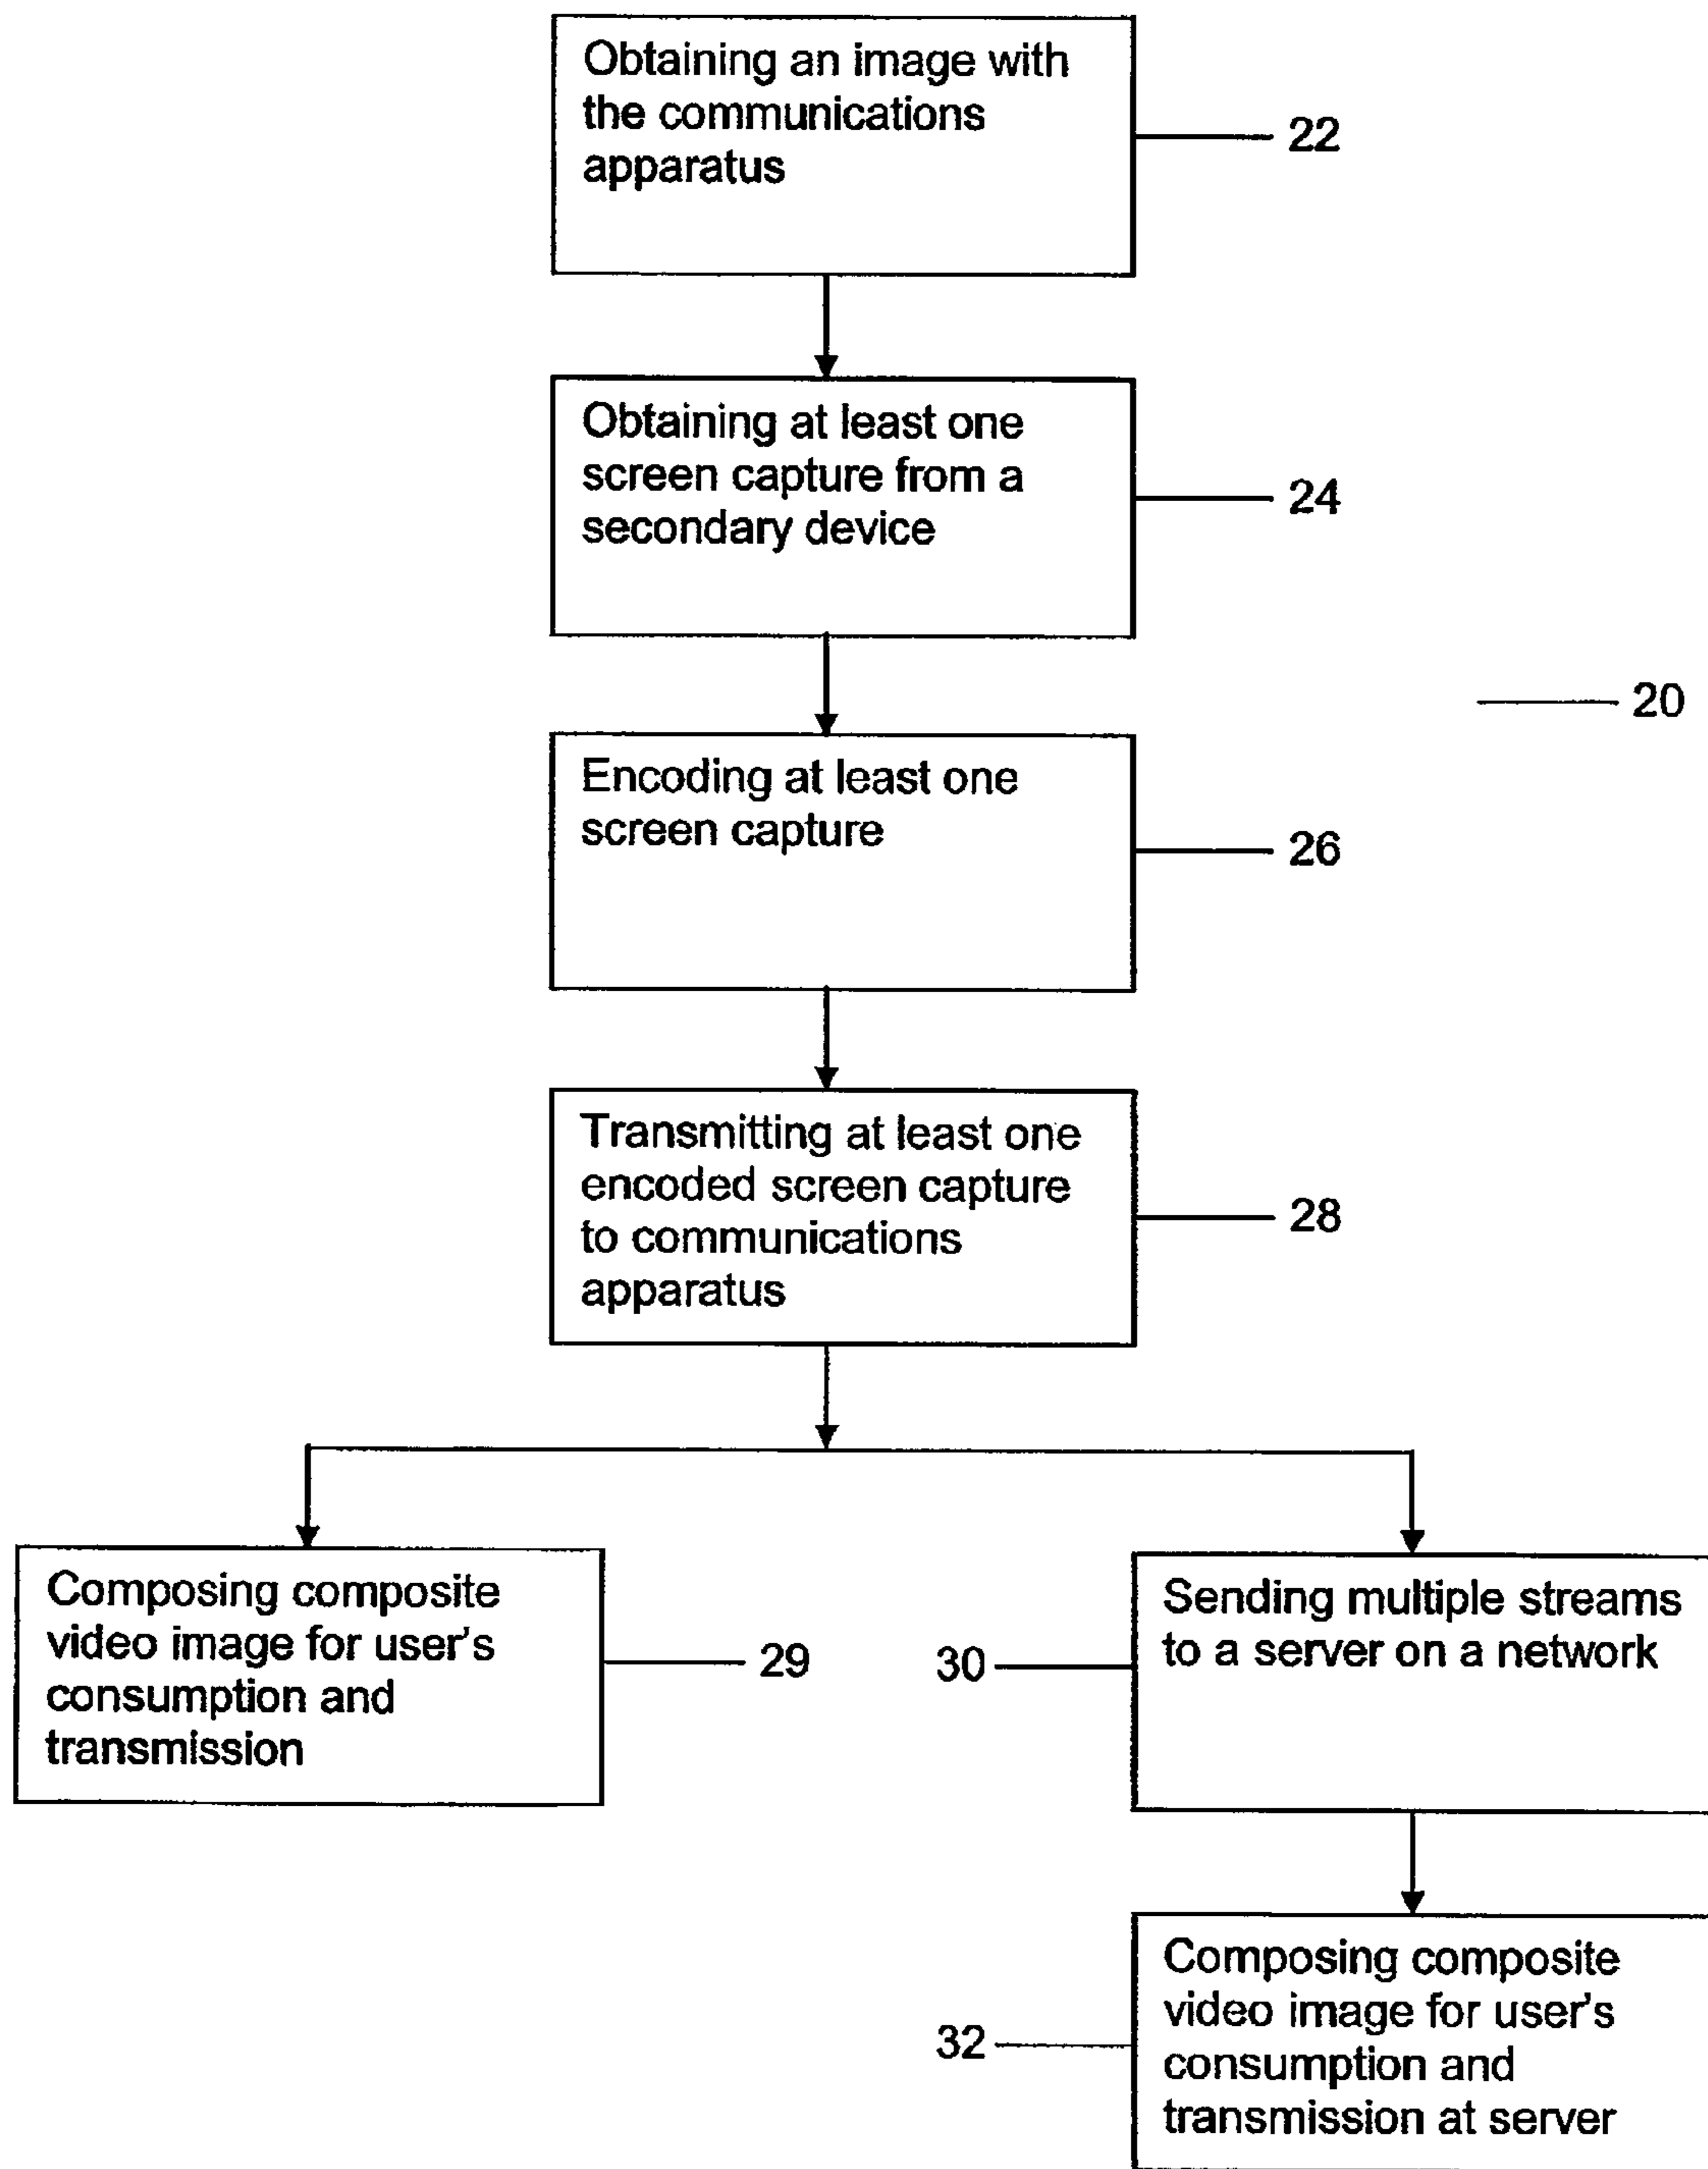 Obtaining an image with
the communications
apparatus
22
Obtaining at least one
screen capture from a
secondary device
24
20
Encoding at least one
screen capture
26
Transmitting at least one
encoded screen capture
to communications
apparatus
28
Composing composite
video image for user's
consumption and
transmission
29
30
Sending multiple streams
to a server on a network
32
Composing composite
video image for user's
consumption and
transmission at server